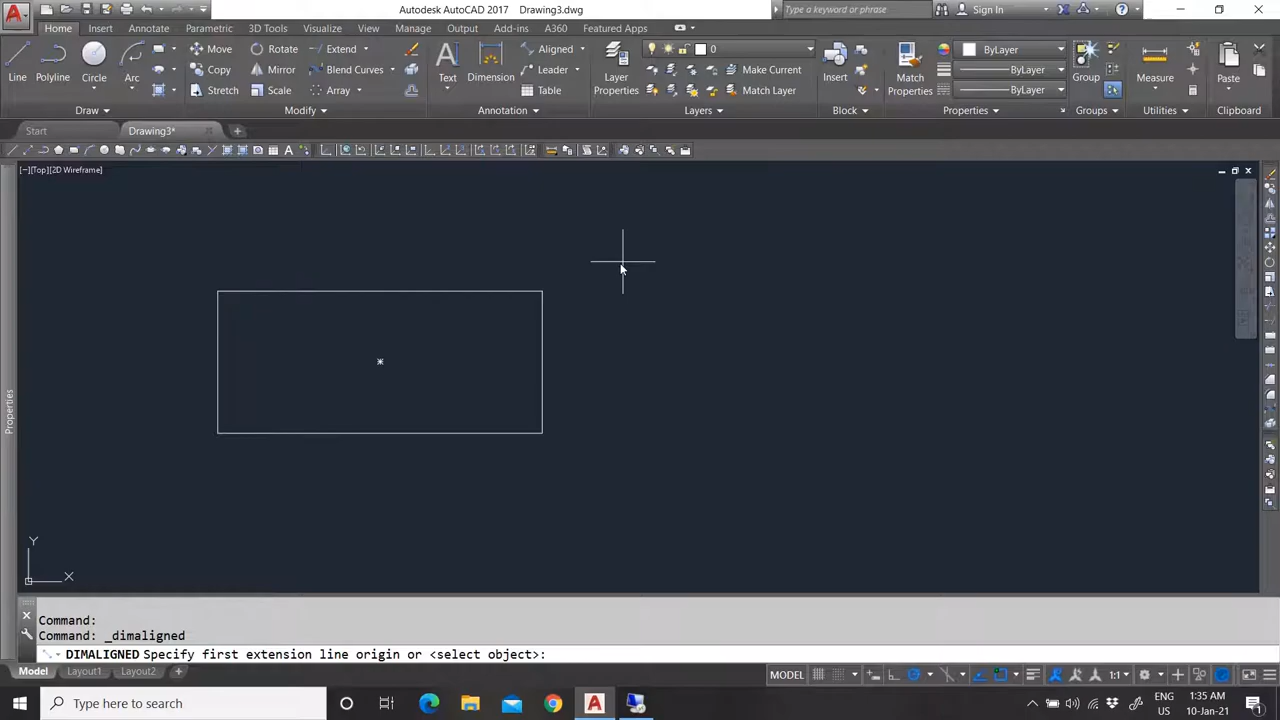 Autodesk AutoCAD 2017 Drawing3.dwg
Type a keyword or phrase
Sign In
Home Insert Annotate Parametric 3D Tools Visualize View Manage Output Add-ins A360 Featured Apps
Line Polyline Circle Arc
Move Rotate Extend
Copy Mirror Blend Curves
Stretch Scale Array
Text Dimension
Aligned
Leader
Table
Layer Properties
0
Make Current
Match Layer
Insert
Match Properties
ByLayer
ByLayer
ByLayer
Group
Measure
Paste
Draw Modify Annotation Layers Block Properties Groups Utilities Clipboard
Start Drawing3*
[−][Top][2D Wireframe]
Properties
Y
X
Command:
Command: _dimaligned
DIMALIGNED Specify first extension line origin or <select object>:
Model Layout1 Layout2 +
MODEL 1:1
Type here to search
ENG
US
1:35 AM
10-Jan-21